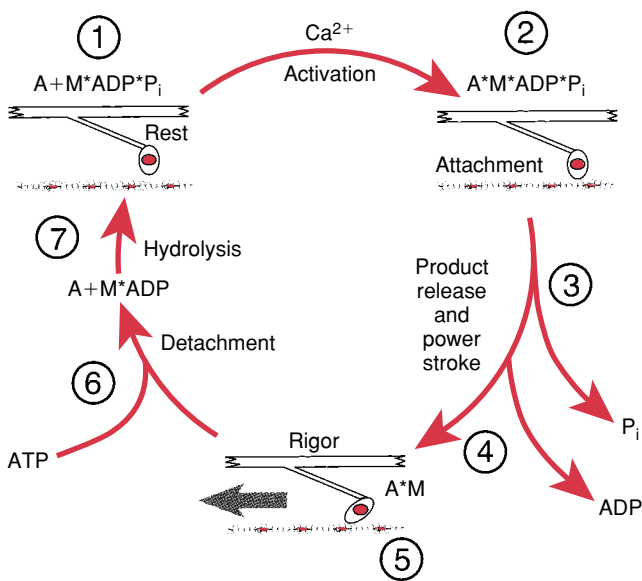 1
Ca²⁺
2
A+M*ADP*Pᵢ
Activation
A*M*ADP*Pᵢ
Rest
Attachment
7
Hydrolysis
A+M*ADP
Product
release
and
power
stroke
3
Detachment
6
ATP
Rigor
4
Pᵢ
A*M
ADP
5